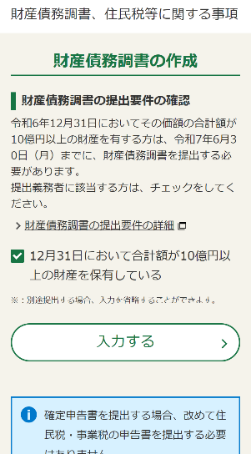 財産債務調書、住民税等に関する事項
財産債務調書の作成
財産債務調書の提出要件の確認
令和6年12月31日においてその価額の合計額が
10億円以上の財産を有する方は、令和7年6月3
0日（月）までに、財産債務調書を提出する必
要があります。
提出義務者に該当する方は、チェックをしてく
ださい。
財産債務調書の提出要件の詳細
12月31日において合計額が10億円以
上の財産を保有している
※：別途提出する場合、入力を省略することができます。
入力する
確定申告書を提出する場合、改めて住
民税・事業税の申告書を提出する必要
はありません